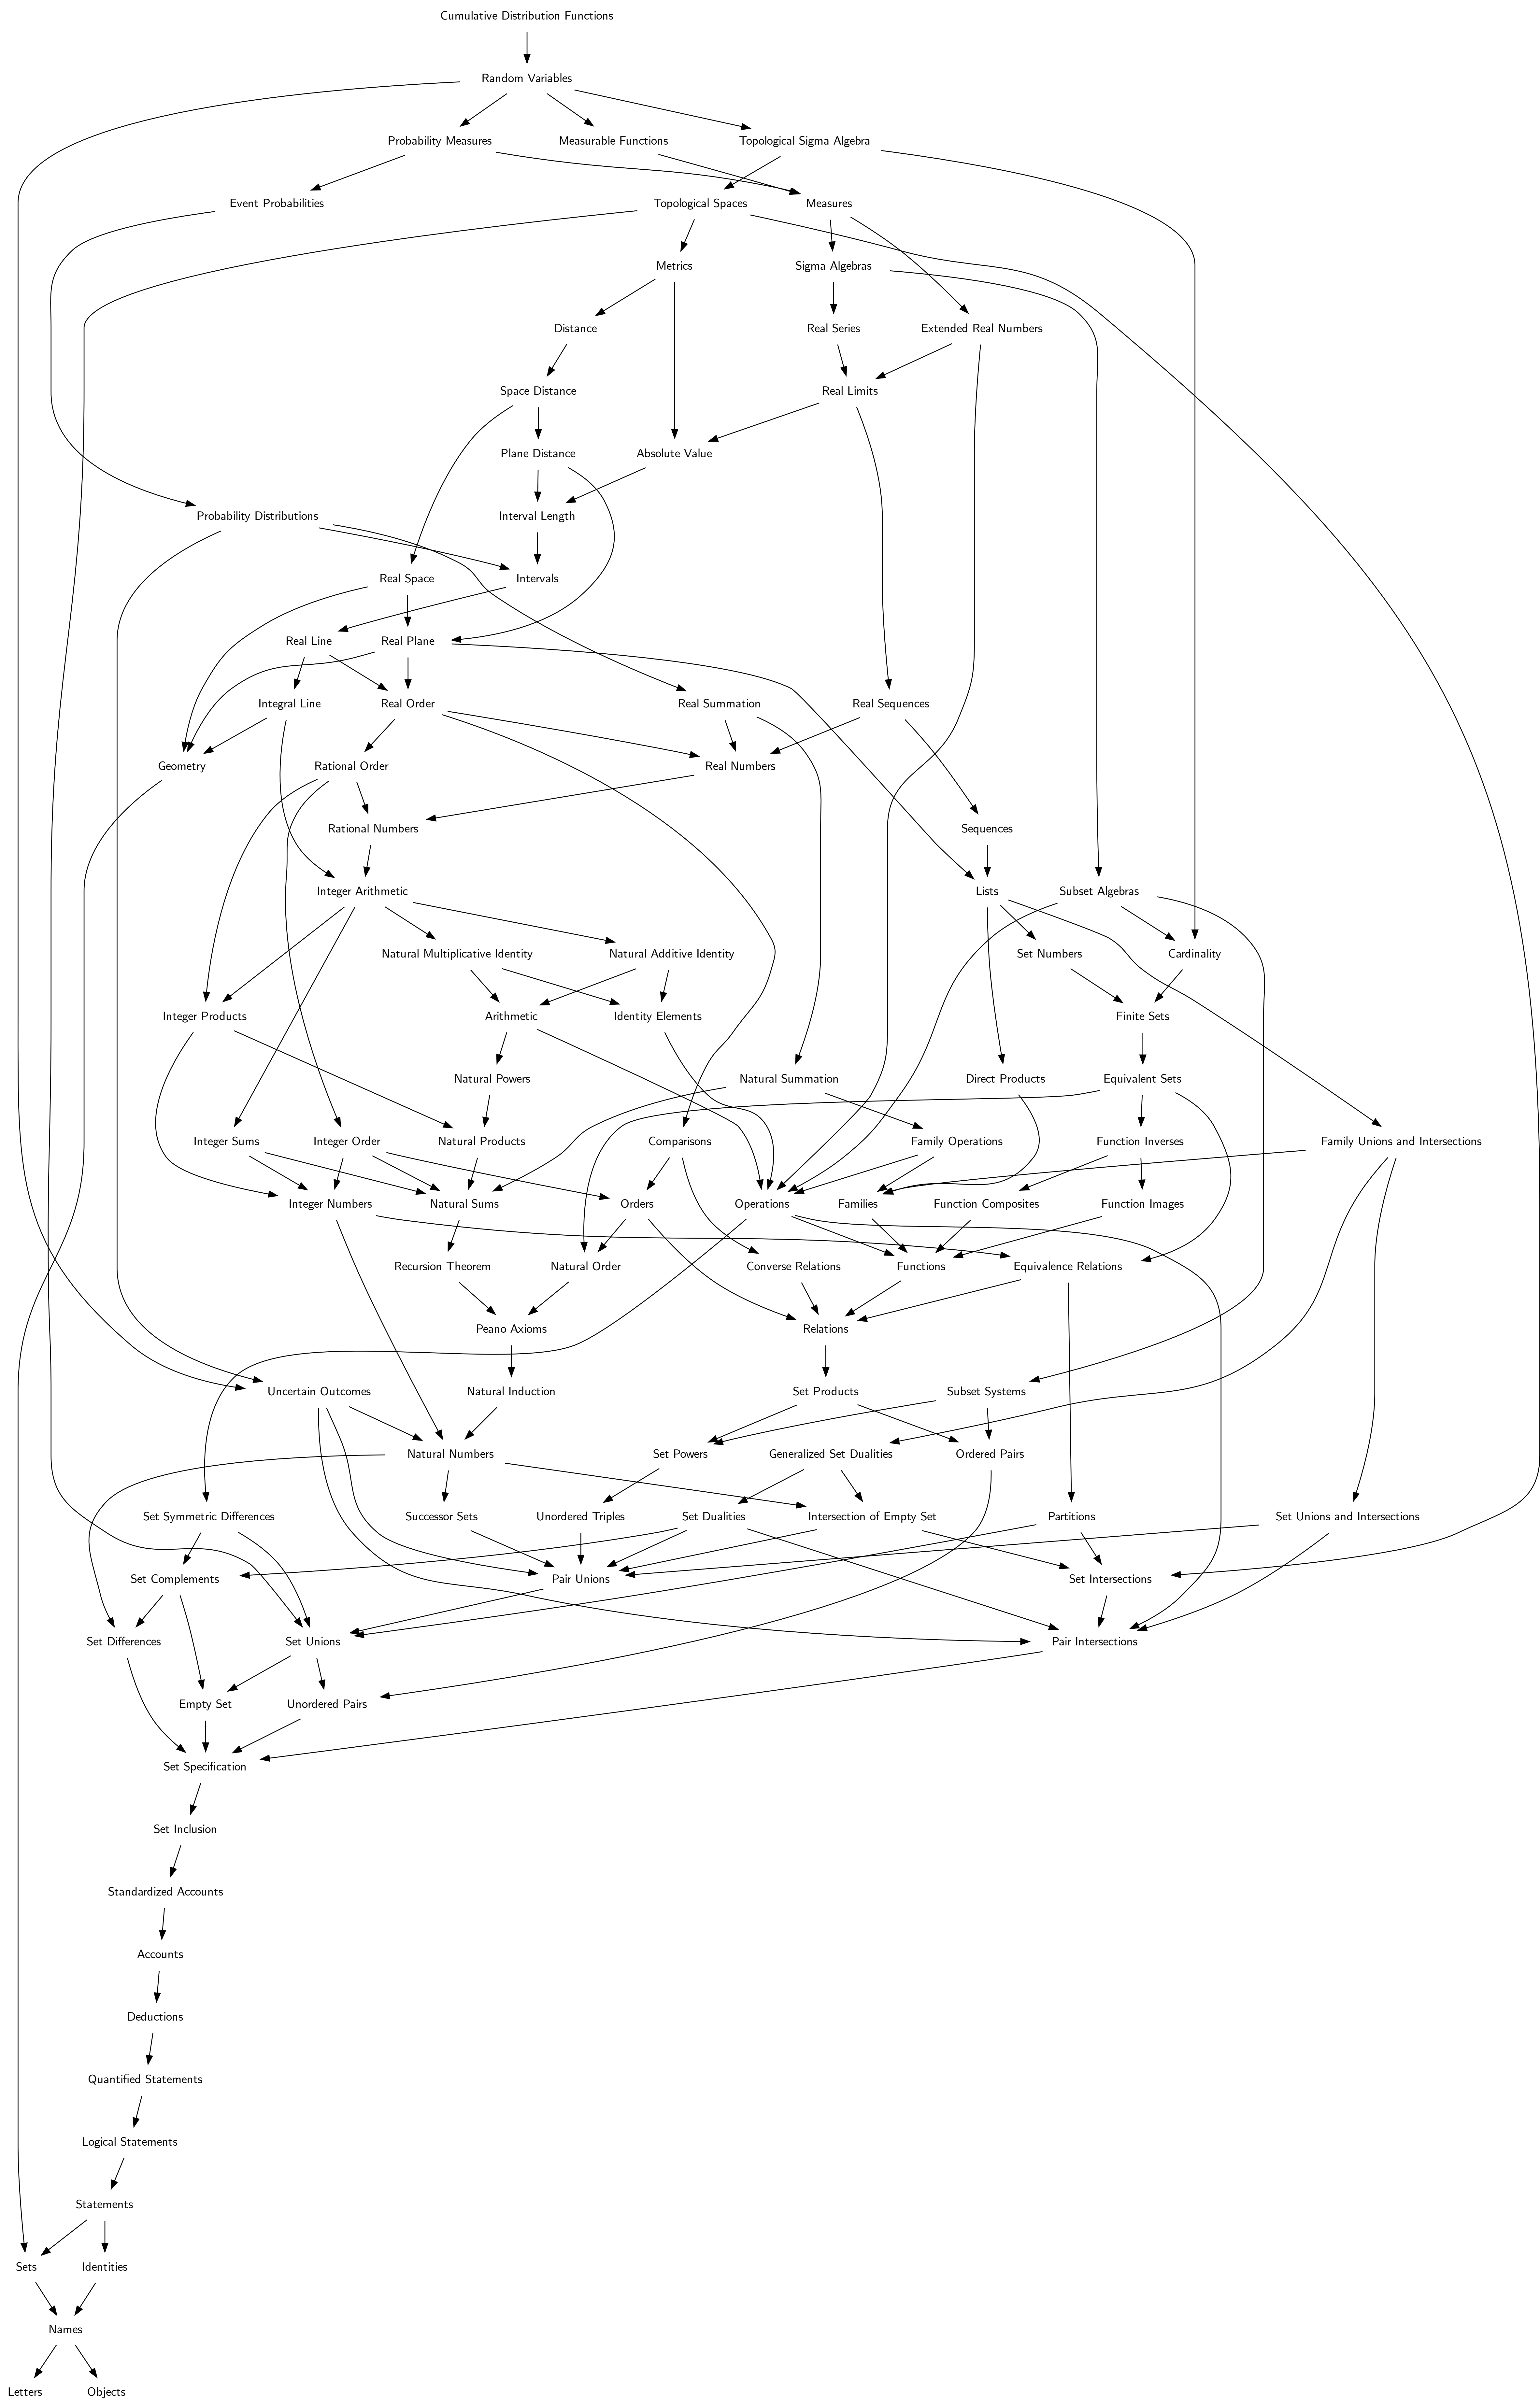 Cumulative Distribution Functions
Random Variables
Probability Measures
Measurable Functions
Topological Sigma Algebra
Event Probabilities
Topological Spaces
Measures
Metrics
Sigma Algebras
Distance
Real Series
Extended Real Numbers
Space Distance
Real Limits
Plane Distance
Absolute Value
Probability Distributions
Interval Length
Real Space
Intervals
Real Line
Real Plane
Integral Line
Real Order
Real Summation
Real Sequences
Geometry
Rational Order
Real Numbers
Rational Numbers
Sequences
Integer Arithmetic
Lists
Subset Algebras
Natural Multiplicative Identity
Natural Additive Identity
Set Numbers
Cardinality
Integer Products
Arithmetic
Identity Elements
Finite Sets
Natural Powers
Natural Summation
Direct Products
Equivalent Sets
Integer Sums
Integer Order
Natural Products
Comparisons
Family Operations
Function Inverses
Family Unions and Intersections
Integer Numbers
Natural Sums
Orders
Operations
Families
Function Composites
Function Images
Recursion Theorem
Natural Order
Converse Relations
Functions
Equivalence Relations
Peano Axioms
Relations
Uncertain Outcomes
Natural Induction
Set Products
Subset Systems
Natural Numbers
Set Powers
Generalized Set Dualities
Ordered Pairs
Set Symmetric Differences
Successor Sets
Unordered Triples
Set Dualities
Intersection of Empty Set
Partitions
Set Unions and Intersections
Set Complements
Pair Unions
Set Intersections
Set Differences
Set Unions
Pair Intersections
Empty Set
Unordered Pairs
Set Specification
Set Inclusion
Standardized Accounts
Accounts
Deductions
Quantified Statements
Logical Statements
Statements
Sets
Identities
Names
Letters
Objects